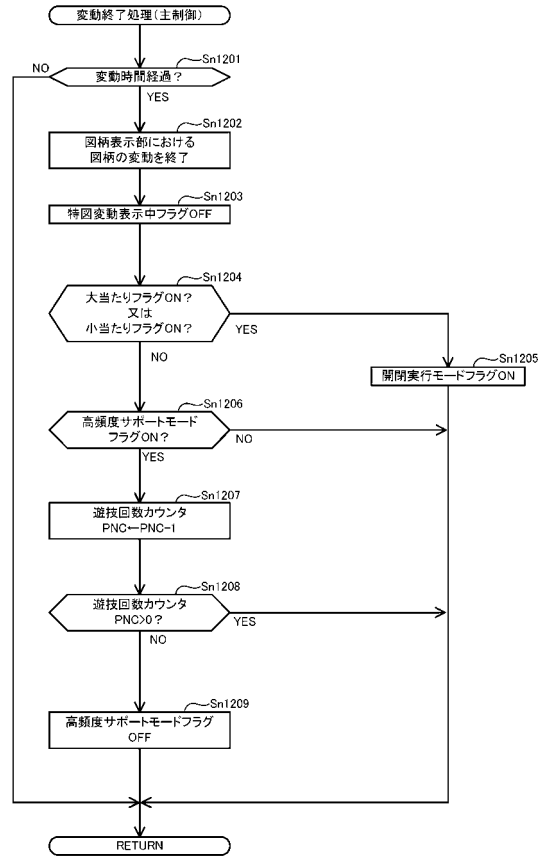 変動終了処理(主制御)
Sn1201
変動時間経過?
NO
YES
Sn1202
図柄表示部における
図柄の変動を終了
Sn1203
特図変動表示中フラグOFF
Sn1204
大当たりフラグON?
又は
小当たりフラグON?
YES
NO
Sn1205
開閉実行モードフラグON
Sn1206
高頻度サポートモード
フラグON?
NO
YES
Sn1207
遊技回数カウンタ
PNC←PNC-1
Sn1208
遊技回数カウンタ
PNC>0?
YES
NO
Sn1209
高頻度サポートモードフラグ
OFF
RETURN